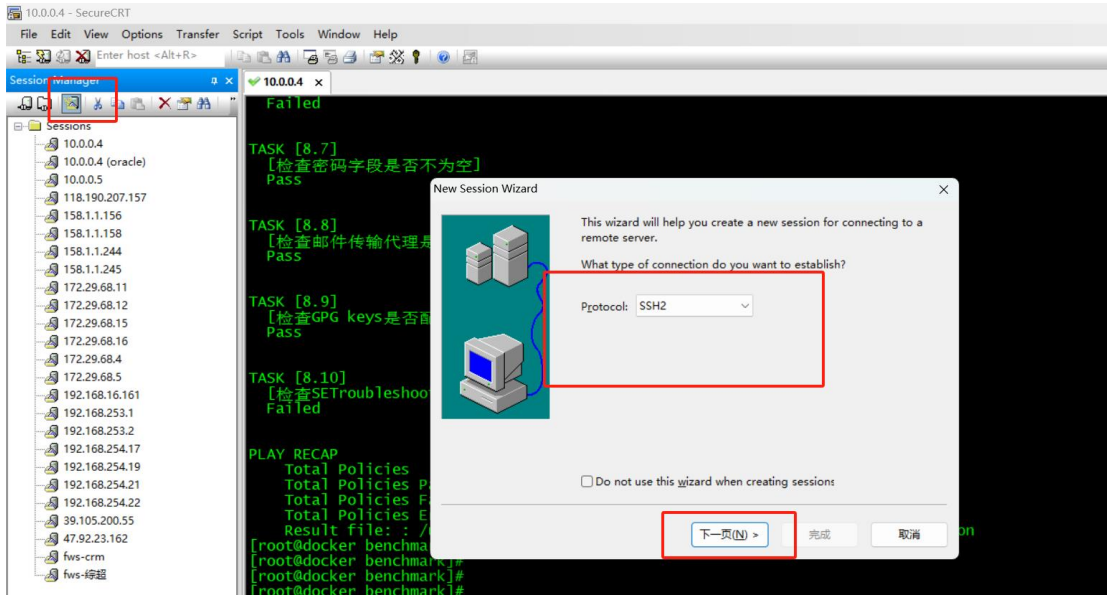 10.0.0.4 - SecureCRT
File Edit View Options Transfer Script Tools Window Help
Enter host <Alt+R>
Session Manager
10.0.0.4
Sessions
10.0.0.4
10.0.0.4 (oracle)
10.0.0.5
118.190.207.157
158.1.1.156
158.1.1.158
158.1.1.244
158.1.1.245
172.29.68.11
172.29.68.12
172.29.68.15
172.29.68.16
172.29.68.4
172.29.68.5
192.168.16.161
192.168.253.1
192.168.253.2
192.168.254.17
192.168.254.19
192.168.254.21
192.168.254.22
39.105.200.55
47.92.23.162
fws-crm
fws-综超
Failed
TASK [8.7]
[检查密码字段是否不为空]
Pass
TASK [8.8]
[检查邮件传输代理是
Pass
TASK [8.9]
[检查GPG keys是否配
Pass
TASK [8.10]
[检查SETroubleshoo
Failed
PLAY RECAP
Total Policies
Total Policies P
Total Policies F
Total Policies E
Result file: : /
on
[root@docker benchma
[root@docker benchmark]#
[root@docker benchmark]#
[root@docker benchmark]#
New Session Wizard
This wizard will help you create a new session for connecting to a
remote server.
What type of connection do you want to establish?
Protocol: SSH2
Do not use this wizard when creating sessions
下一页(N) > 完成 取消